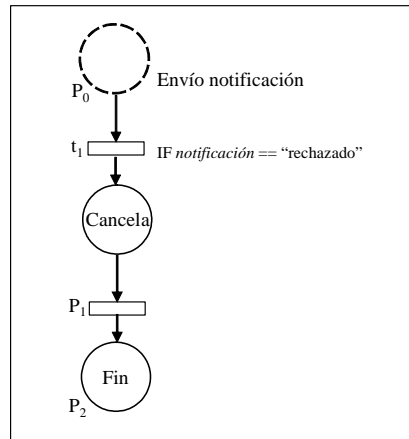 Envío notificación
P0
t1
IF notificación == “rechazado”
Cancela
P1
Fin
P2